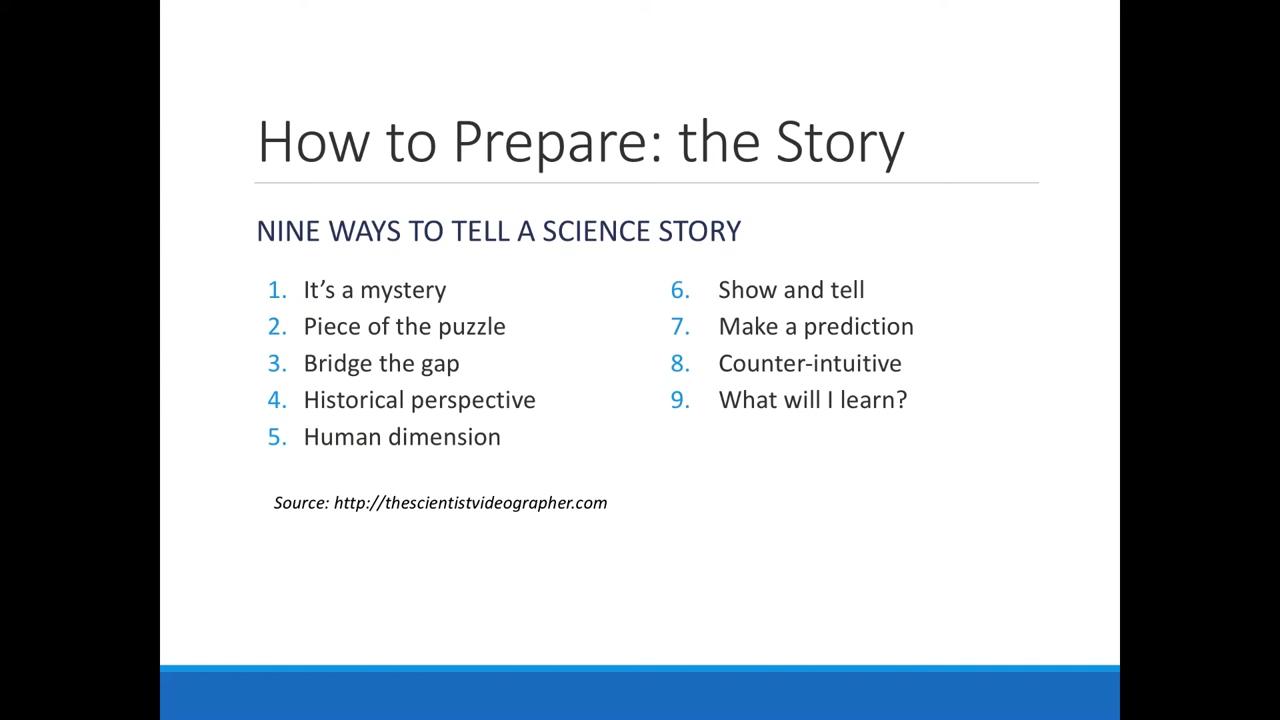 How to Prepare: the Story
NINE WAYS TO TELL A SCIENCE STORY
1. It’s a mystery
2. Piece of the puzzle
3. Bridge the gap
4. Historical perspective
5. Human dimension
6. Show and tell
7. Make a prediction
8. Counter-intuitive
9. What will I learn?
Source: http://thescientistvideographer.com